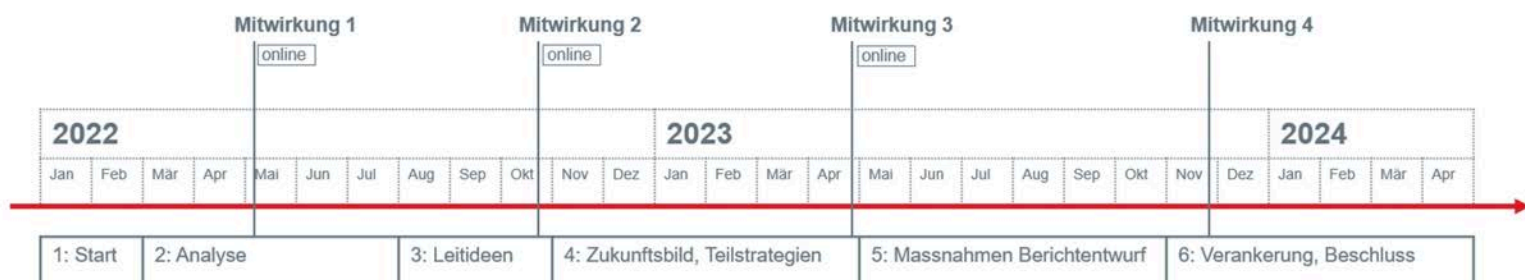 Mitwirkung 1 Mitwirkung 2 Mitwirkung 3 Mitwirkung 4
online online online
2022 2023 2024
Jan Feb Mär Apr Mai Jun Jul Aug Sep Okt Nov Dez Jan Feb Mär Apr Mai Jun Jul Aug Sep Okt Nov Dez Jan Feb Mär Apr
1: Start 2: Analyse 3: Leitideen 4: Zukunftsbild, Teilstrategien 5: Massnahmen Berichtentwurf 6: Verankerung, Beschluss